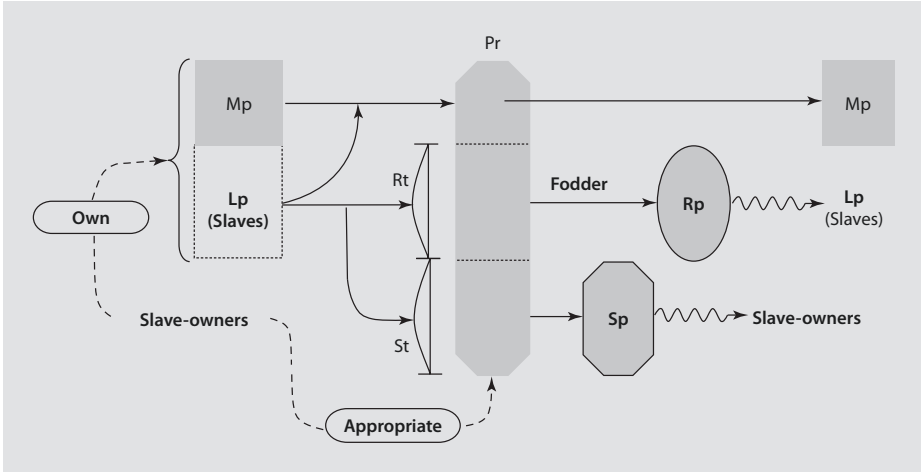 Pr
Mp
Mp
Rt
Lp
(Slaves)
Fodder
Rp
Lp
(Slaves)
Own
Slave-owners
St
Sp
Slave-owners
Appropriate